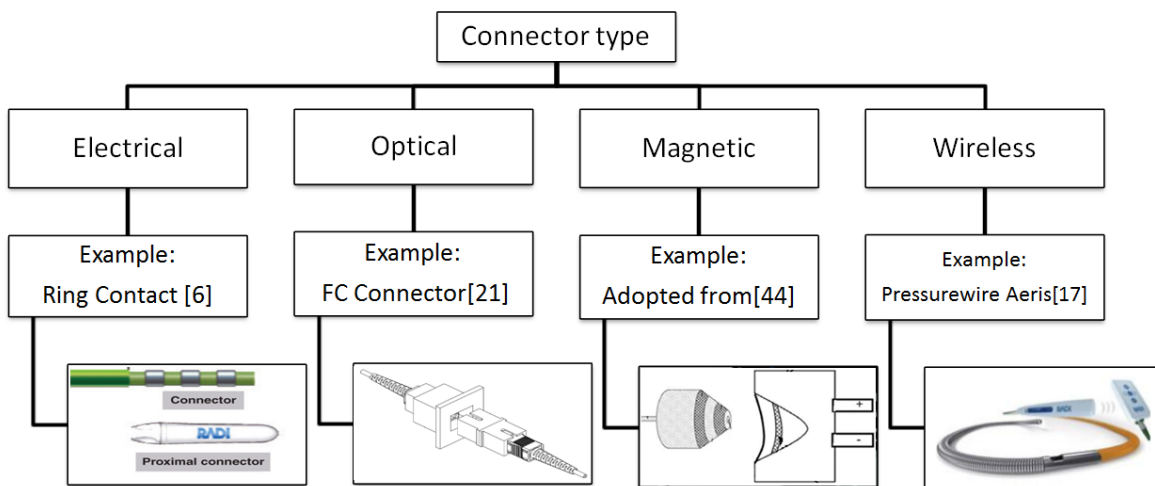 Connector type
Electrical
Optical
Magnetic
Wireless
Example:
Ring Contact [6]
Example:
FC Connector[21]
Example:
Adopted from[44]
Example:
Pressurewire Aeris[17]
Connector
RADI
Proximal connector
+
-
RADI